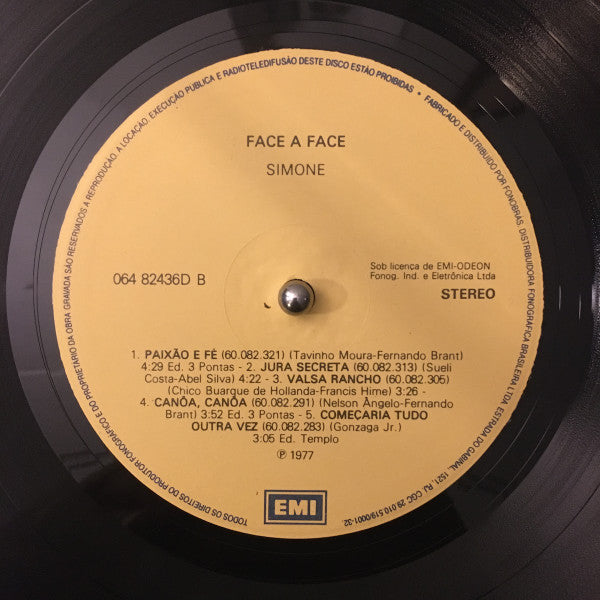 TODOS OS DIREITOS DO PRODUTOR FONOGRÁFICO E DO PROPRIETÁRIO DA OBRA GRAVADA SÃO RESERVADOS A REPRODUÇÃO, A LOCAÇÃO, EXECUÇÃO PÚBLICA E RADIOTELEDIFUSÃO DESTE DISCO ESTÃO PROIBIDAS • FABRICADO E DISTRIBUIDO POR FONOBRÁS, DISTRIBUIDORA FONOGRÁFICA BRASILEIRA LTDA ESTRADA DO GABINAL, 1521, RJ, CGC 29 010 519/0001-32.
FACE A FACE
SIMONE
064 82436D B
Sob licença de EMI-ODEON
Fonog. Ind. e Eletrônica Ltda
STEREO
1. PAIXÃO E FÉ (60.082.321) (Tavinho Moura-Fernando Brant)
4:29 Ed. 3 Pontas - 2. JURA SECRETA (60.082.313) (Sueli
Costa-Abel Silva) 4:22 - 3. VALSA RANCHO (60.082.305)
(Chico Buarque de Hollanda-Francis Hime) 3:26 -
4. CANÔA, CANÔA (60.082.291) (Nelson Ângelo-Fernando
Brant) 3:52 Ed. 3 Pontas - 5. COMEÇARIA TUDO
OUTRA VEZ (60.082.283) (Gonzaga Jr.)
3:05 Ed. Templo
℗ 1977
EMI